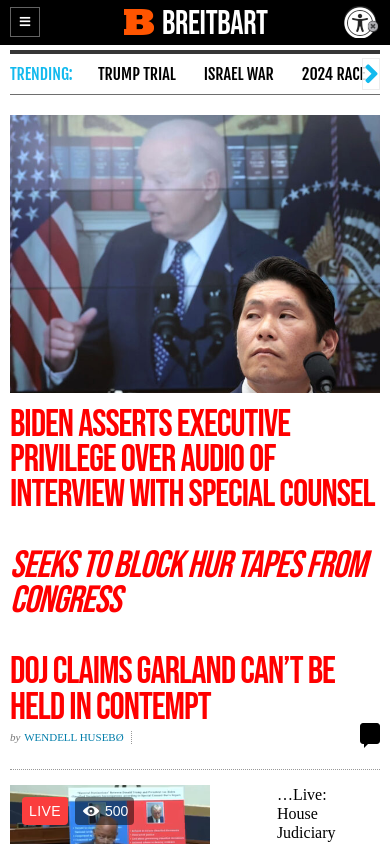 BREITBART
TRENDING:
TRUMP TRIAL
ISRAEL WAR
2024 RACE
BIDEN ASSERTS EXECUTIVE
PRIVILEGE OVER AUDIO OF
INTERVIEW WITH SPECIAL COUNSEL
SEEKS TO BLOCK HUR TAPES FROM
CONGRESS
DOJ CLAIMS GARLAND CAN’T BE
HELD IN CONTEMPT
by WENDELL HUSEBØ
LIVE
500
…Live:
House
Judiciary